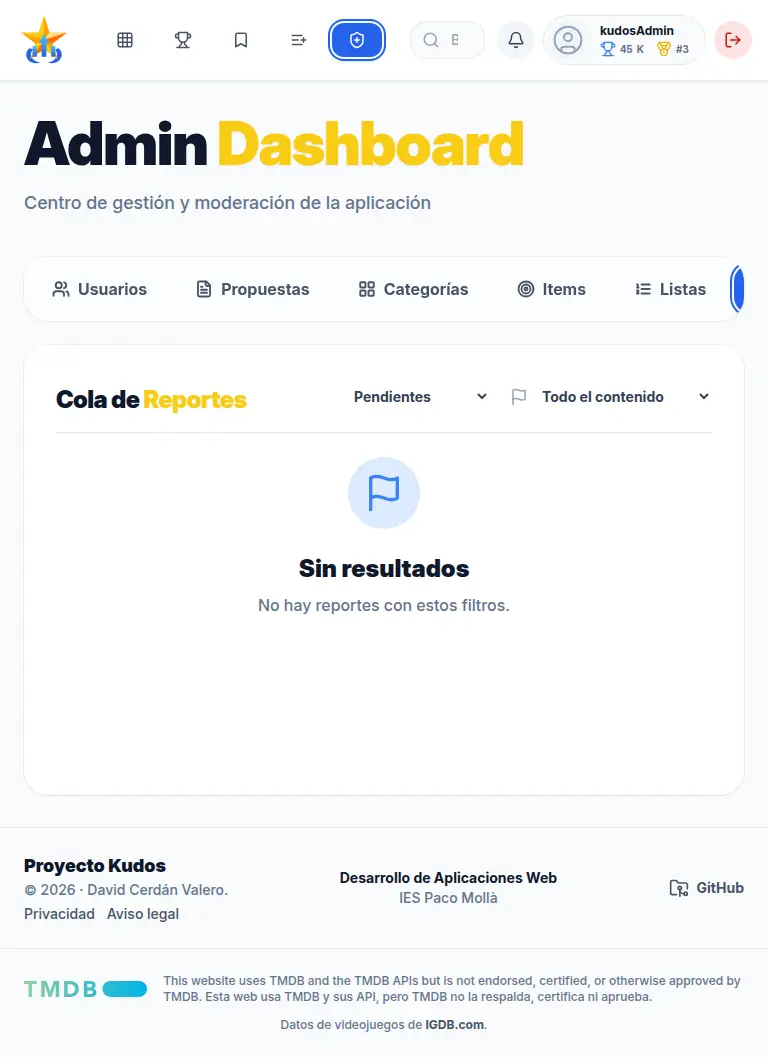 kudosAdmin
45 K #3
Admin Dashboard
Centro de gestión y moderación de la aplicación
Usuarios Propuestas Categorías Items Listas
Cola de Reportes Pendientes Todo el contenido
Sin resultados
No hay reportes con estos filtros.
Proyecto Kudos
© 2026 · David Cerdán Valero.
Privacidad Aviso legal
Desarrollo de Aplicaciones Web
IES Paco Mollà
GitHub
TMDB
This website uses TMDB and the TMDB APIs but is not endorsed, certified, or otherwise approved by
TMDB. Esta web usa TMDB y sus API, pero TMDB no la respalda, certifica ni aprueba.
Datos de videojuegos de IGDB.com.